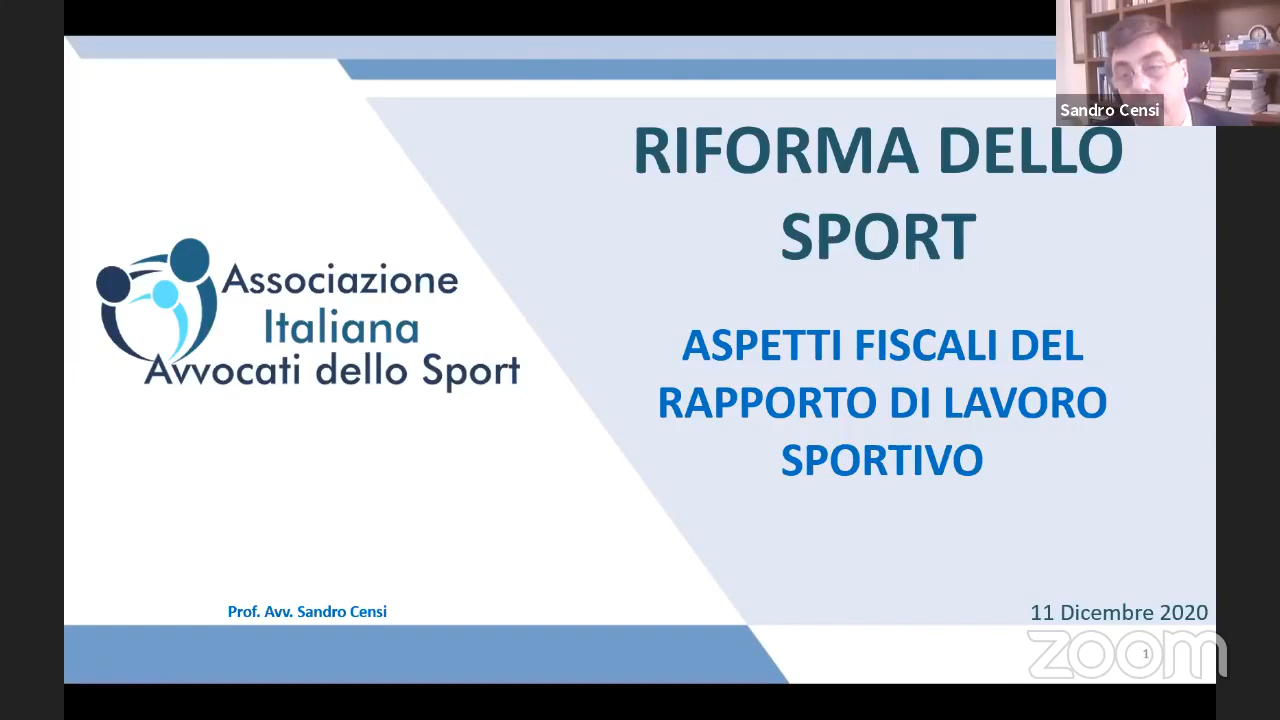 Sandro Censi
RIFORMA DELLO
SPORT
Associazione
Italiana
Avvocati dello Sport
ASPETTI FISCALI DEL
RAPPORTO DI LAVORO
SPORTIVO
Prof. Avv. Sandro Censi
11 Dicembre 2020
zoom
1